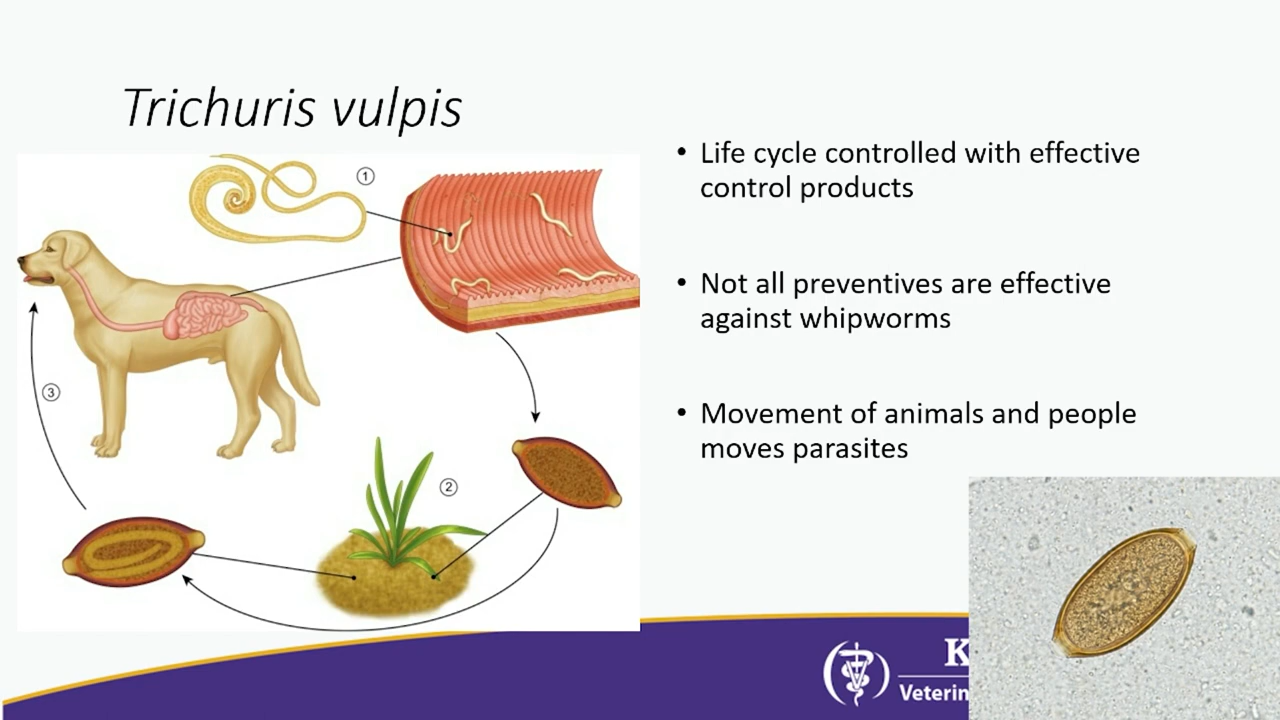 Trichuris vulpis
• Life cycle controlled with effective
control products
• Not all preventives are effective
against whipworms
• Movement of animals and people
moves parasites
①
②
③
K
Veterin